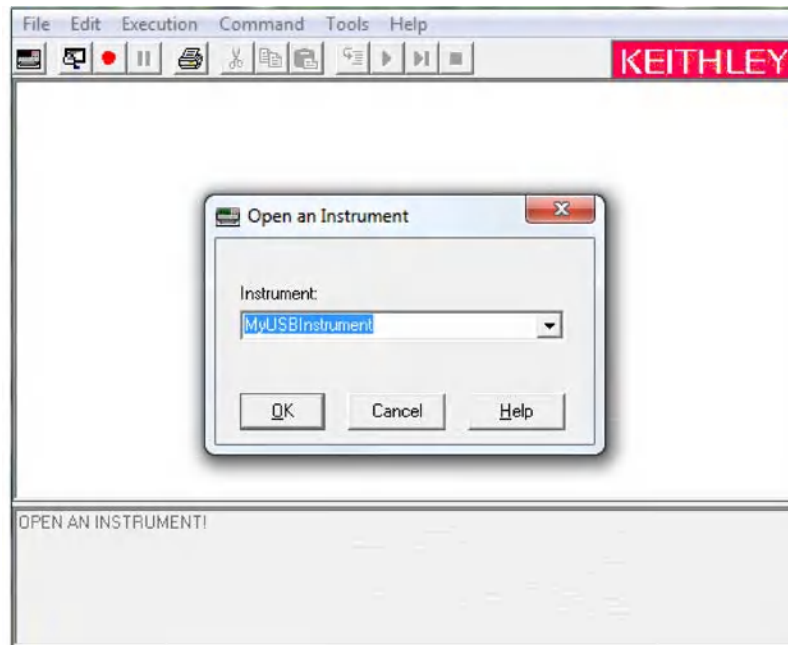 File Edit Execution Command Tools Help
KEITHLEY
Open an Instrument
Instrument:
MyUSBInstrument
OK Cancel Help
OPEN AN INSTRUMENT!